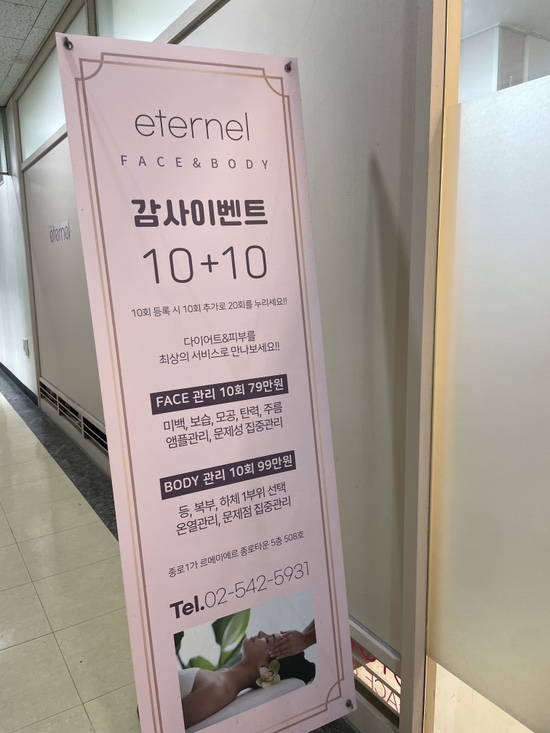 eternel
FACE & BODY
감사이벤트
10+10
10회 등록 시 10회 추가로 20회를 누리세요!!
다이어트&피부를
최상의 서비스로 만나보세요!!
FACE 관리 10회 79만원
미백, 보습, 모공, 탄력, 주름
앰플관리, 문제성 집중관리
BODY 관리 10회 99만원
등, 복부, 하체 1부위 선택
온열관리, 문제점 집중관리
종로1가 르메이에르 종로타운 5층 508호
Tel.02-542-5931
eternel